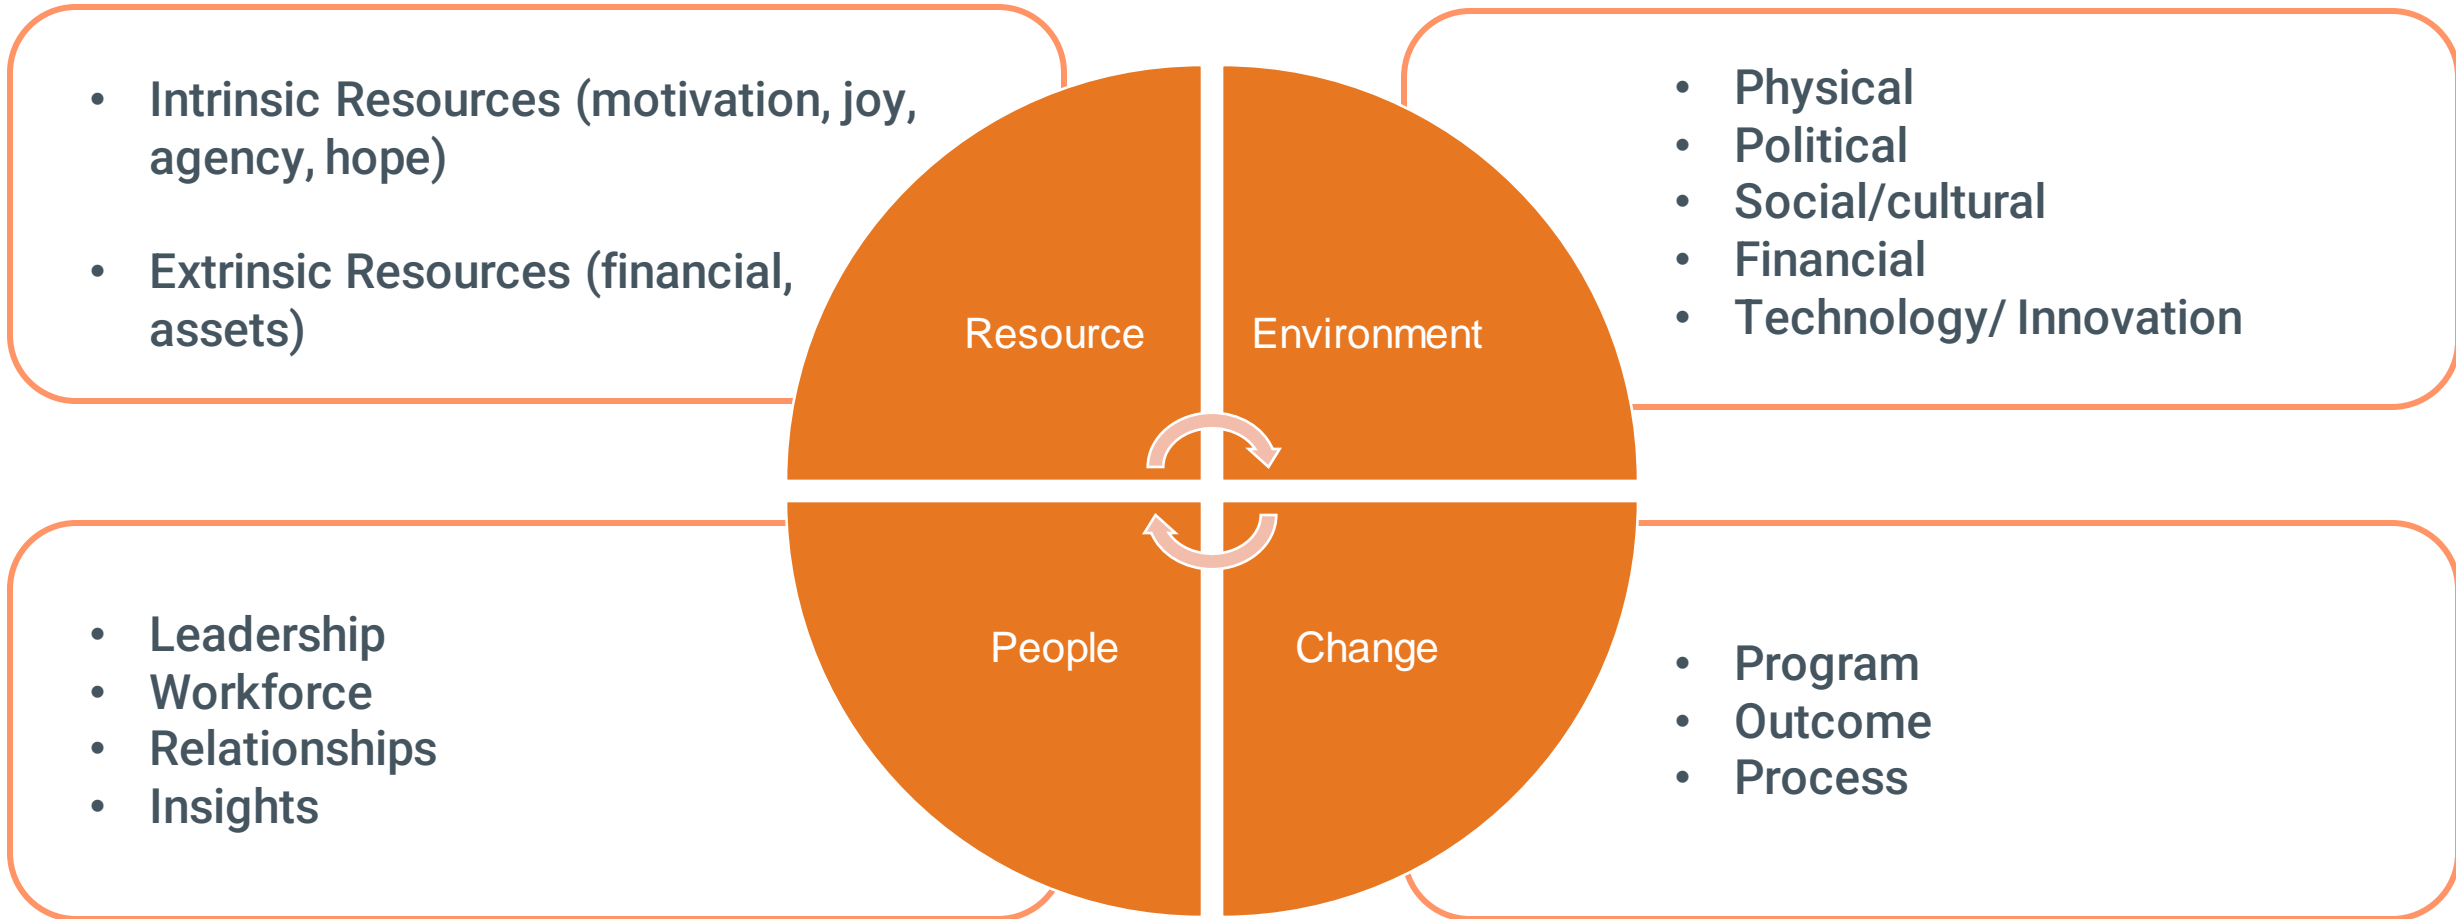 • Intrinsic Resources (motivation, joy,
agency, hope)
• Extrinsic Resources (financial,
assets)
• Physical
• Political
• Social/cultural
• Financial
• Technology/ Innovation
Resource
Environment
People
Change
• Leadership
• Workforce
• Relationships
• Insights
• Program
• Outcome
• Process